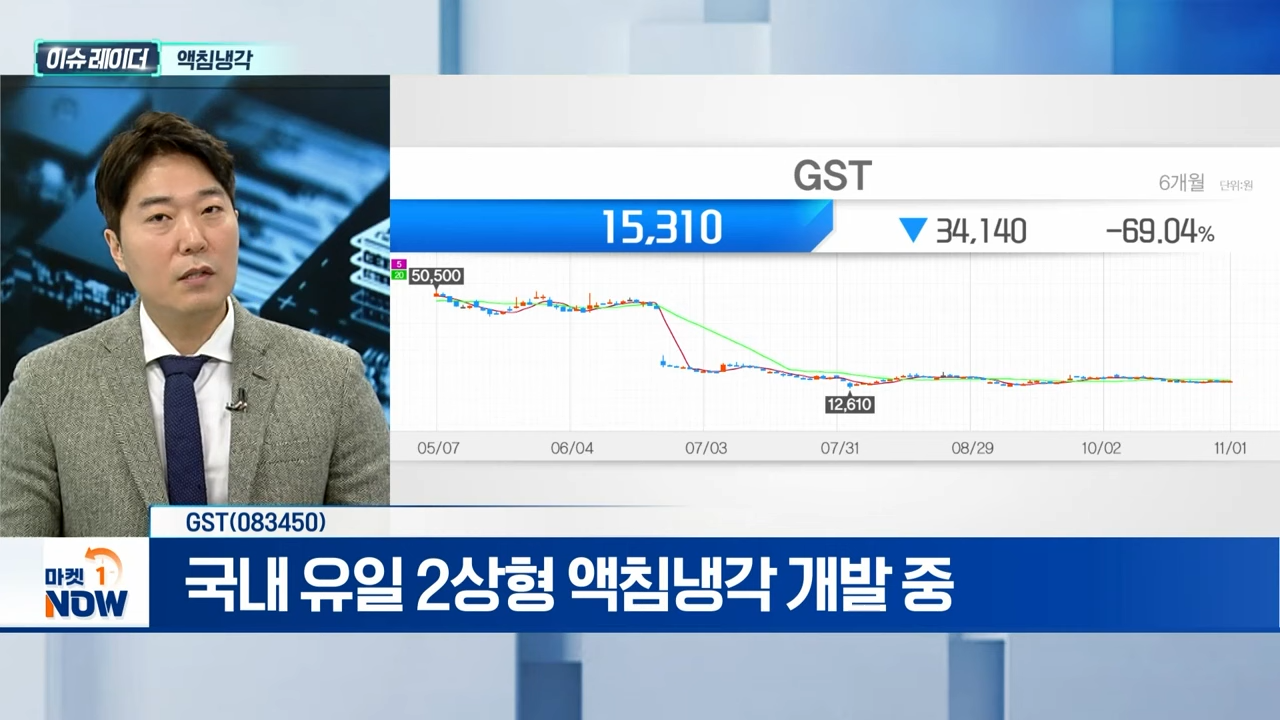 이슈 레이더 액침냉각
GST
6개월 단위:원
15,310 ▼ 34,140 -69.04%
5
20
50,500
12,610
05/07 06/04 07/03 07/31 08/29 10/02 11/01
GST(083450)
마켓 1
NOW
국내 유일 2상형 액침냉각 개발 중